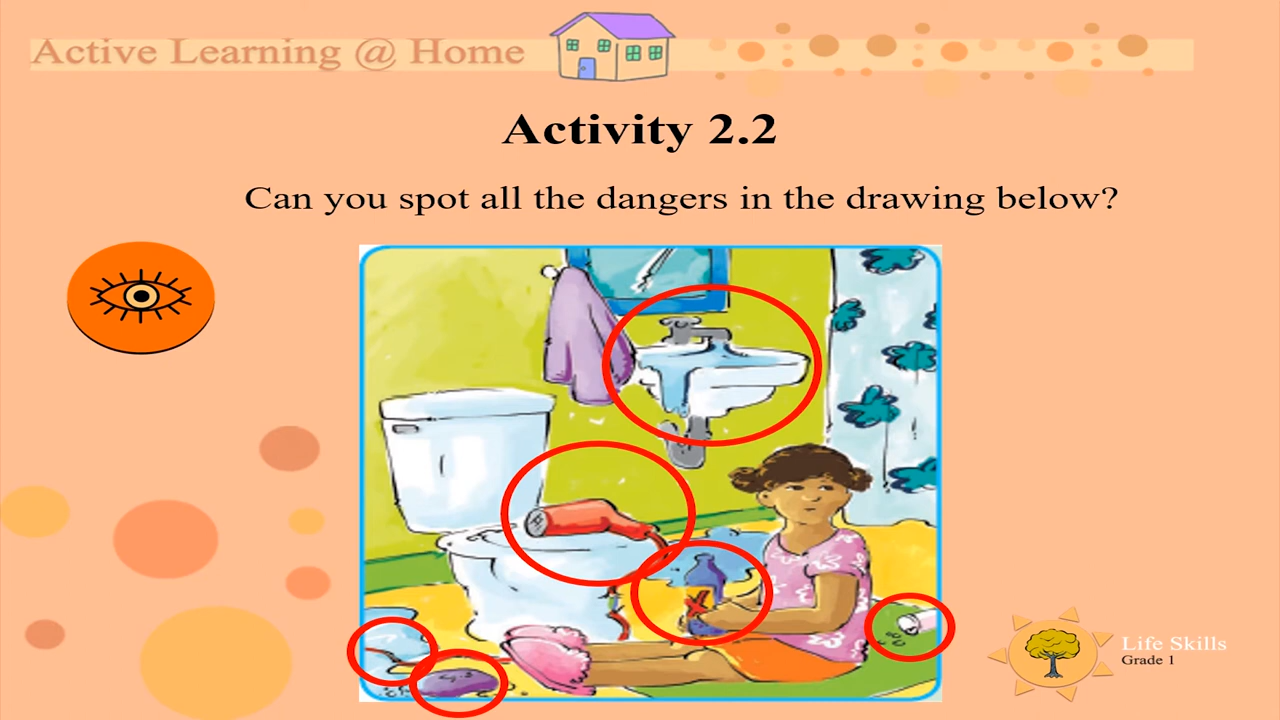 Active Learning @ Home
Activity 2.2
Can you spot all the dangers in the drawing below?
Life Skills
Grade 1